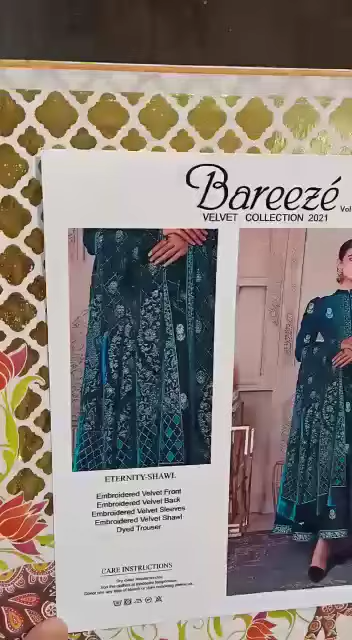 Bareezé
Vol
VELVET COLLECTION 2021
ETERNITY-SHAWL
Embroidered Velvet Front
Embroidered Velvet Back
Embroidered Velvet Sleeves
Embroidered Velvet Shawl
Dyed Trouser
CARE INSTRUCTIONS